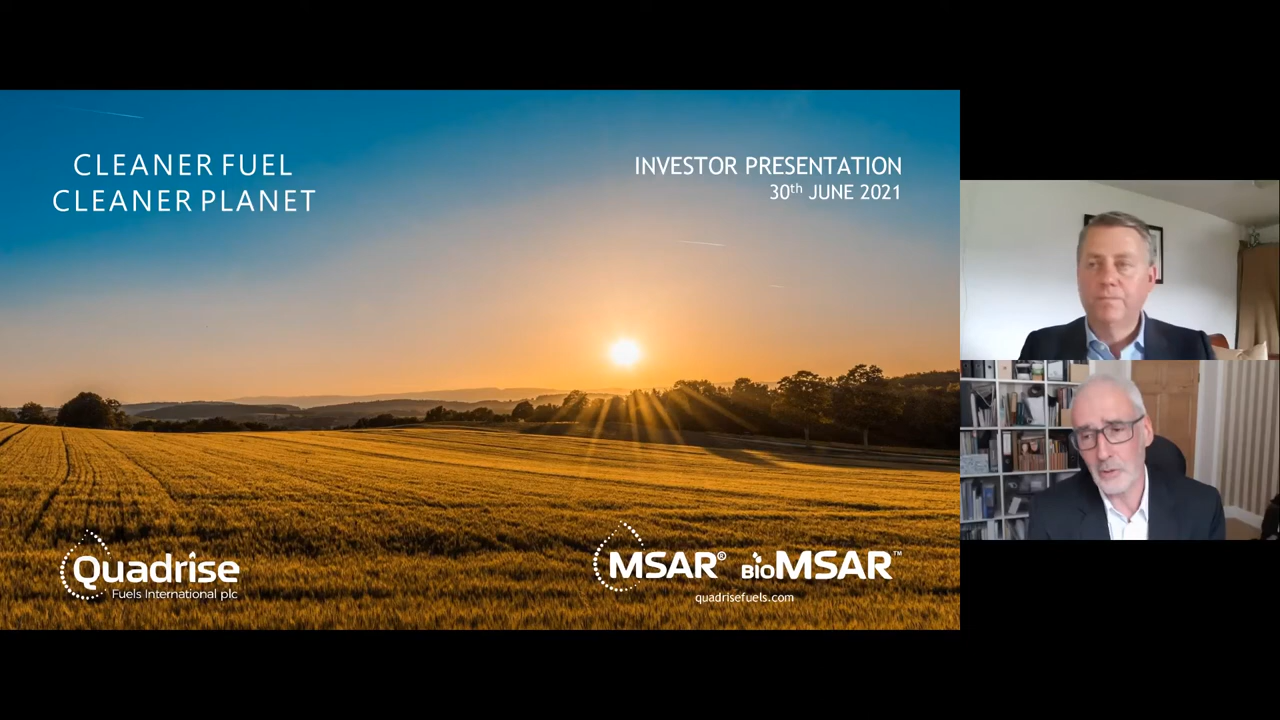 CLEANER FUEL
CLEANER PLANET
INVESTOR PRESENTATION
30th JUNE 2021
Quadrise
Fuels International plc
MSAR® BIOMSAR™
quadrisefuels.com